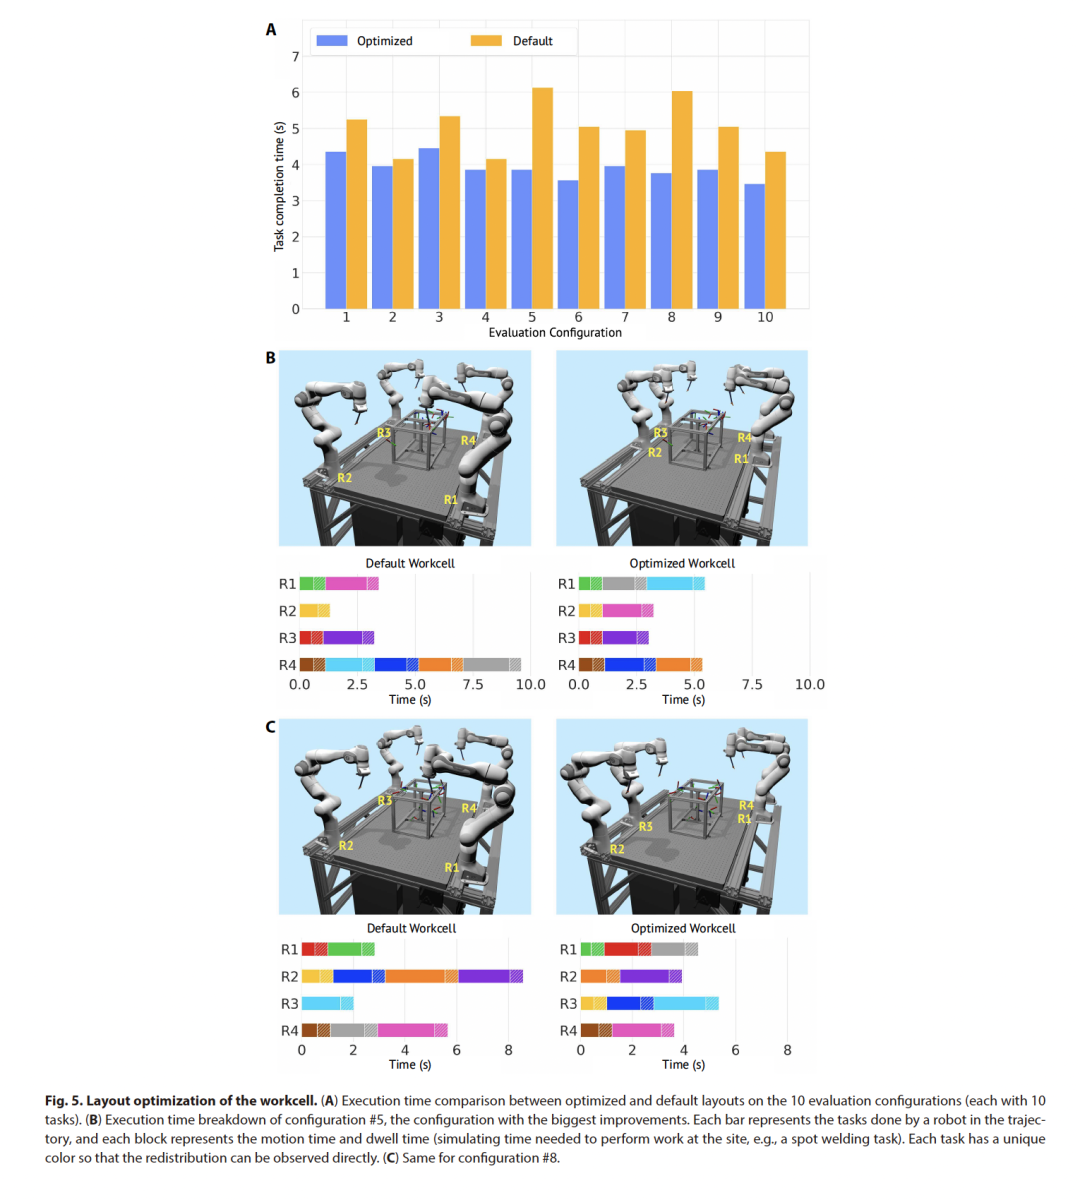 A
Optimized Default
Task completion time (s)
7
6
5
4
3
2
1
0
1 2 3 4 5 6 7 8 9 10
Evaluation Configuration
B
R3 R4 R2 R1
R3 R4 R2 R1
Default Workcell Optimized Workcell
R1 R1
R2 R2
R3 R3
R4 R4
0.0 2.5 5.0 7.5 10.0 0.0 2.5 5.0 7.5 10.0
Time (s) Time (s)
C
R3 R4 R2 R1
R4 R1 R3 R2
Default Workcell Optimized Workcell
R1 R1
R2 R2
R3 R3
R4 R4
0 2 4 6 8 0 2 4 6 8
Time (s) Time (s)
Fig. 5. Layout optimization of the workcell. (A) Execution time comparison between optimized and default layouts on the 10 evaluation configurations (each with 10
tasks). (B) Execution time breakdown of configuration #5, the configuration with the biggest improvements. Each bar represents the tasks done by a robot in the trajec-
tory, and each block represents the motion time and dwell time (simulating time needed to perform work at the site, e.g., a spot welding task). Each task has a unique
color so that the redistribution can be observed directly. (C) Same for configuration #8.